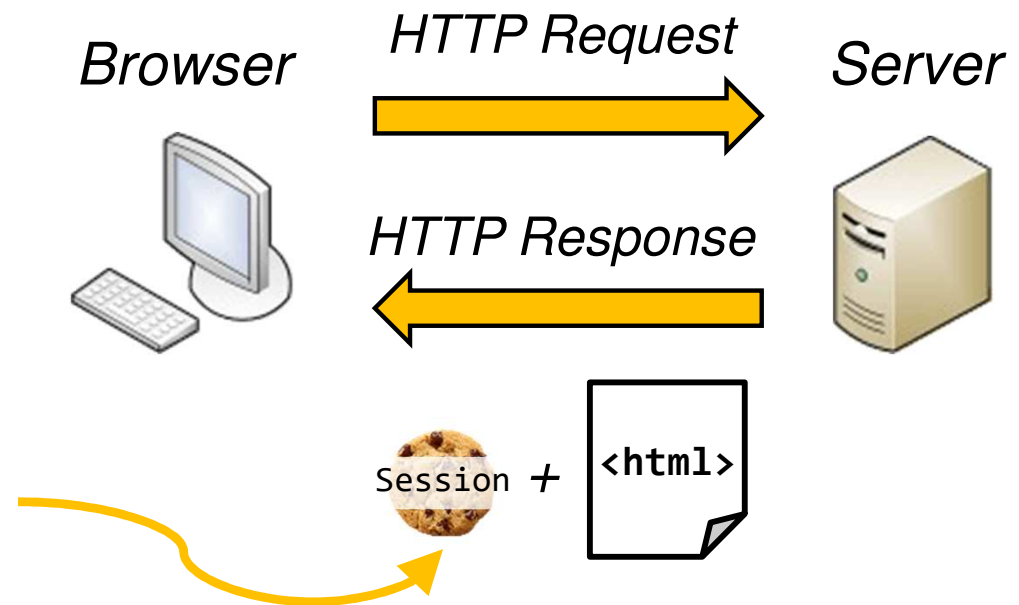 HTTP Request
Browser
Server
HTTP Response
Session +
<html>